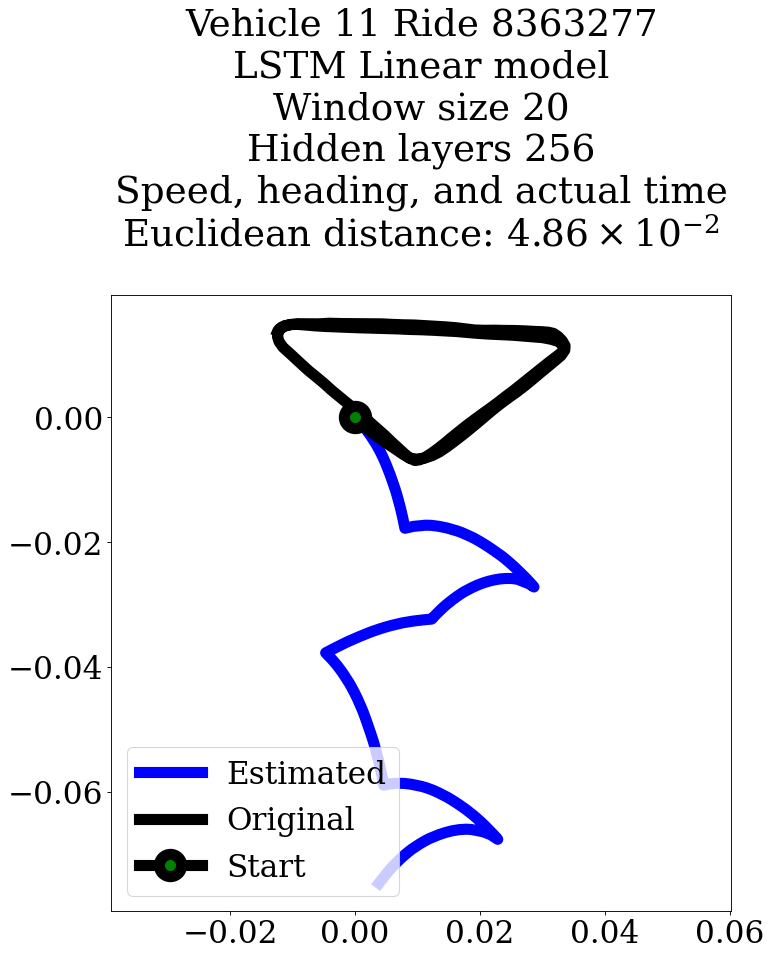 Vehicle 11 Ride 8363277
LSTM Linear model
Window size 20
Hidden layers 256
Speed, heading, and actual time
Euclidean distance: 4.86 × 10⁻²
0.00
−0.02
−0.04
−0.06
Estimated
Original
Start
−0.02 0.00 0.02 0.04 0.06